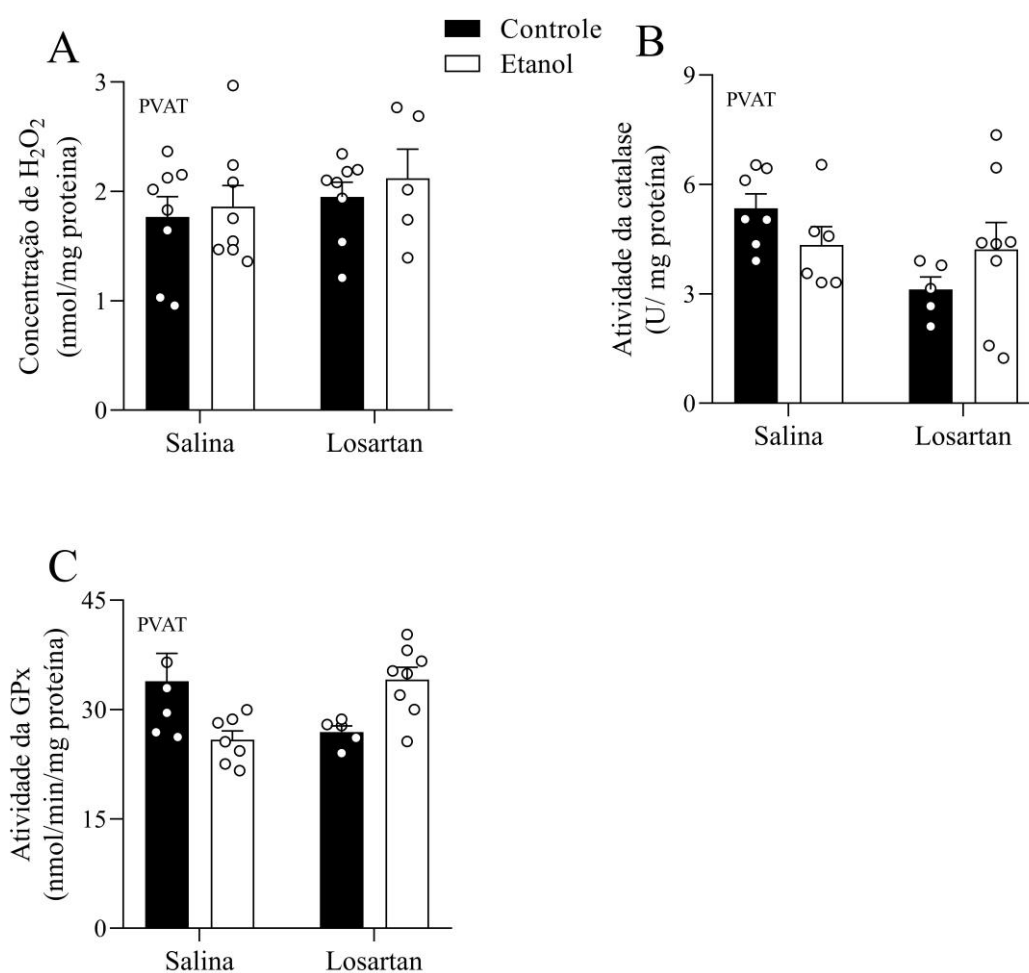 Controle
Etanol
A
PVAT
Concentração de H₂O₂
(nmol/mg proteina)
3
2
1
0
Salina
Losartan
B
PVAT
Atividade da catalase
(U/ mg proteína)
9
6
3
0
Salina
Losartan
C
PVAT
Atividade da GPx
(nmol/min/mg proteína)
45
30
15
0
Salina
Losartan